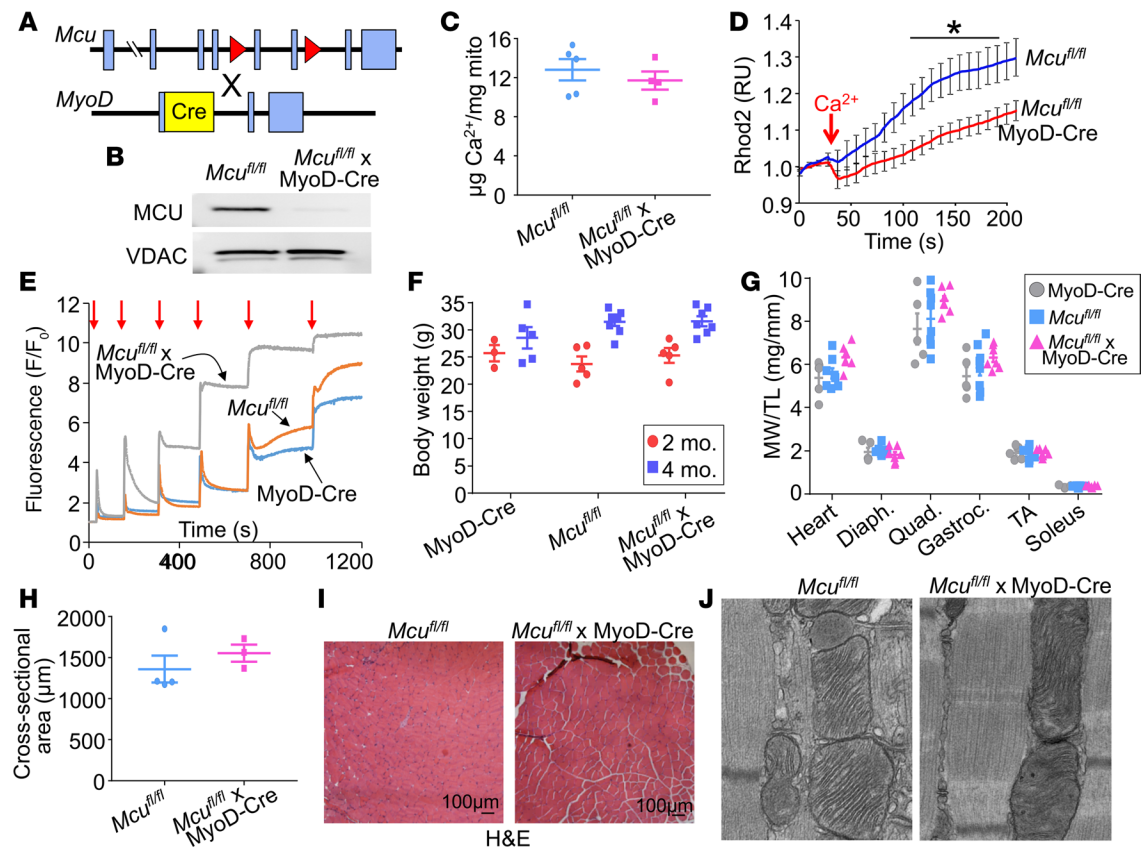 A
Mcu
X
MyoD
Cre
B
Mcufl/fl
Mcufl/fl x
MyoD-Cre
MCU
VDAC
C
µg Ca2+/mg mito
16
12
8
4
0
Mcufl/fl
Mcufl/fl x
MyoD-Cre
D
Rhod2 (RU)
1.4
1.3
1.2
1.1
1.0
0.9
*
Ca2+
Mcufl/fl
Mcufl/fl
MyoD-Cre
0 50 100 150 200
Time (s)
E
Fluorescence (F/F0)
12
10
8
6
4
2
0
Mcufl/fl x
MyoD-Cre
Mcufl/fl
MyoD-Cre
Time (s)
0 400 800 1200
F
Body weight (g)
35
30
25
20
15
10
5
0
2 mo.
4 mo.
MyoD-Cre
Mcufl/fl
Mcufl/fl x
MyoD-Cre
G
MW/TL (mg/mm)
10
8
6
4
2
0
MyoD-Cre
Mcufl/fl
Mcufl/fl x
MyoD-Cre
Heart
Diaph.
Quad.
Gastroc.
TA
Soleus
H
Cross-sectional
area (µm)
2000
1500
1000
500
0
Mcufl/fl
Mcufl/fl x
MyoD-Cre
I
Mcufl/fl
Mcufl/fl x MyoD-Cre
100µm
100µm
H&E
J
Mcufl/fl
Mcufl/fl x MyoD-Cre